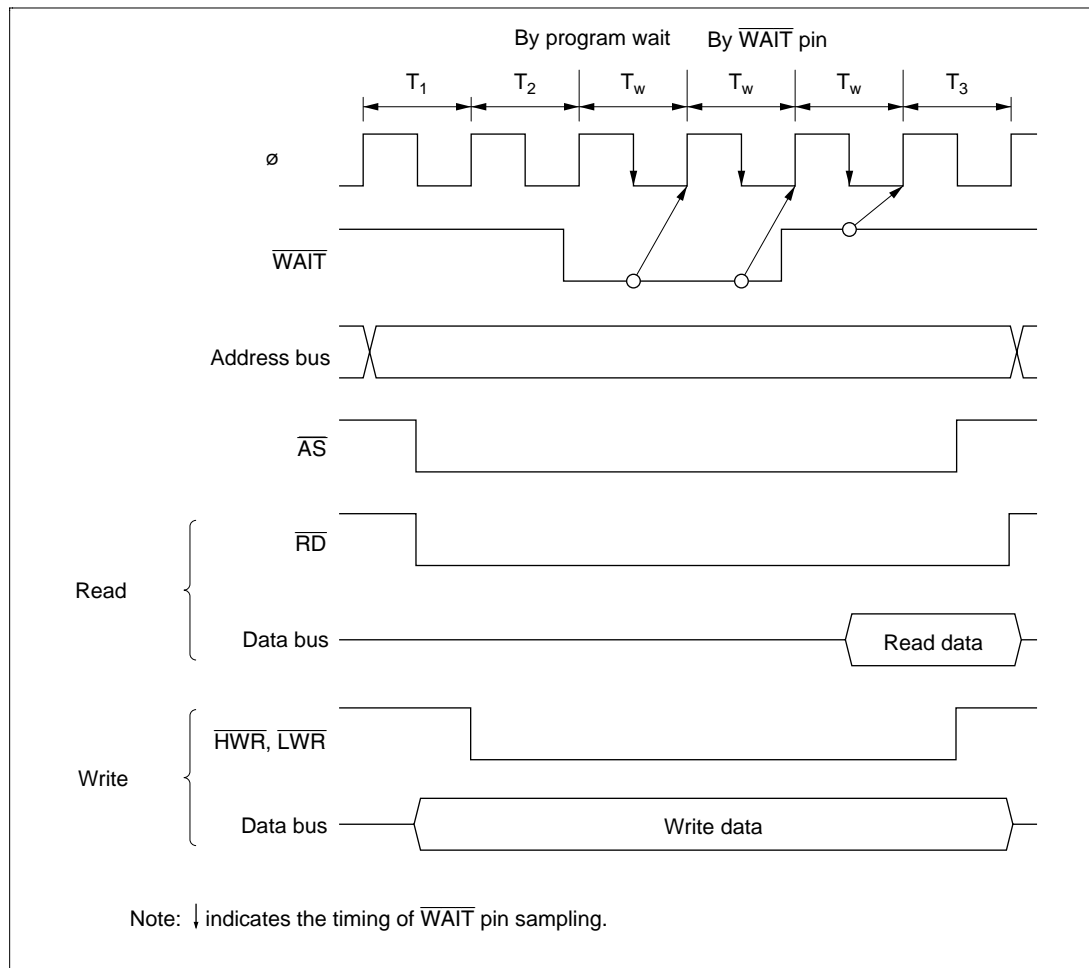 By program wait By WAIT pin
T1 T2 Tw Tw Tw T3
ø
WAIT
Address bus
AS
RD
Read
Data bus Read data
HWR, LWR
Write
Data bus Write data
Note: ↓ indicates the timing of WAIT pin sampling.